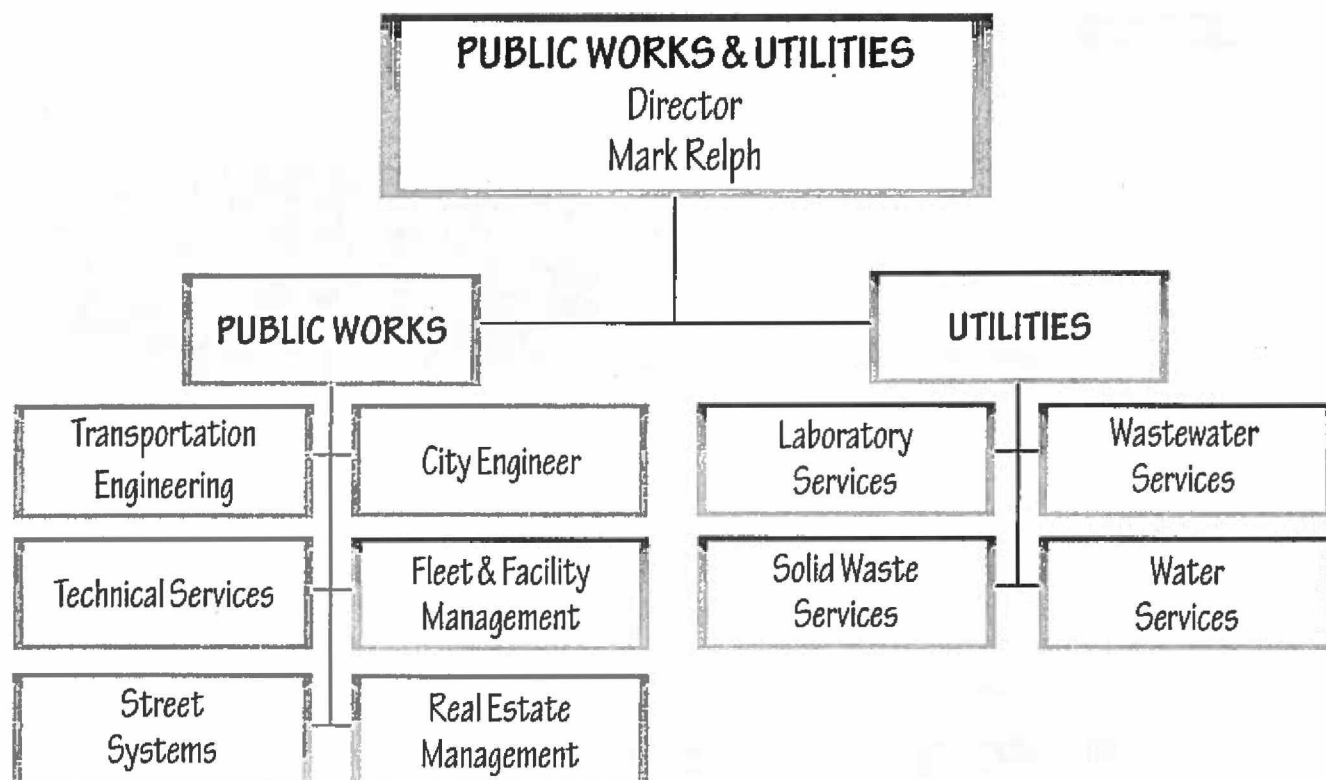 PUBLIC WORKS & UTILITIES
Director
Mark Relph
PUBLIC WORKS
UTILITIES
Transportation
Engineering
City Engineer
Laboratory
Services
Wastewater
Services
Technical Services
Fleet & Facility
Management
Solid Waste
Services
Water
Services
Street
Systems
Real Estate
Management